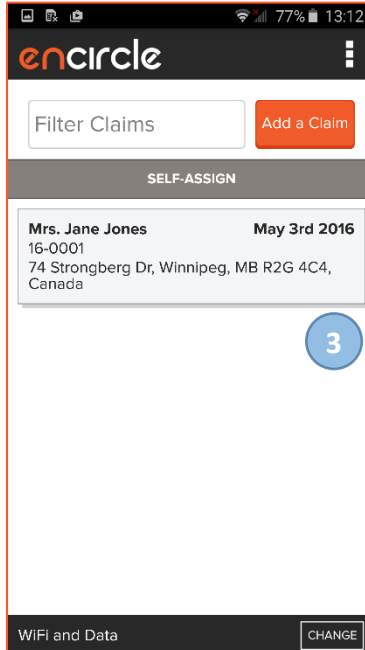 77% 13:12
encircle
Filter Claims
Add a Claim
SELF-ASSIGN
Mrs. Jane Jones May 3rd 2016
16-0001
74 Strongberg Dr, Winnipeg, MB R2G 4C4,
Canada
3
WiFi and Data
CHANGE